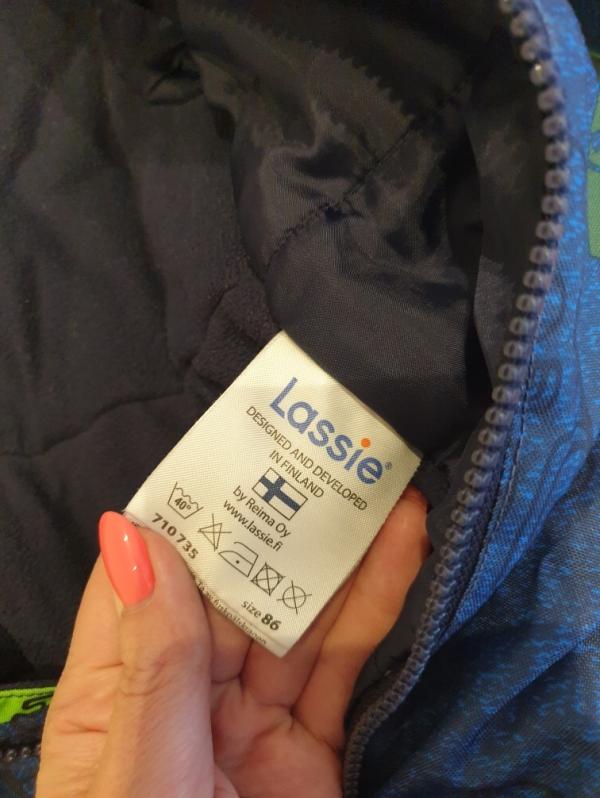 Lassie®
DESIGNED AND DEVELOPED
IN FINLAND
by Reima Oy
www.lassie.fi
40°
710735
size 86